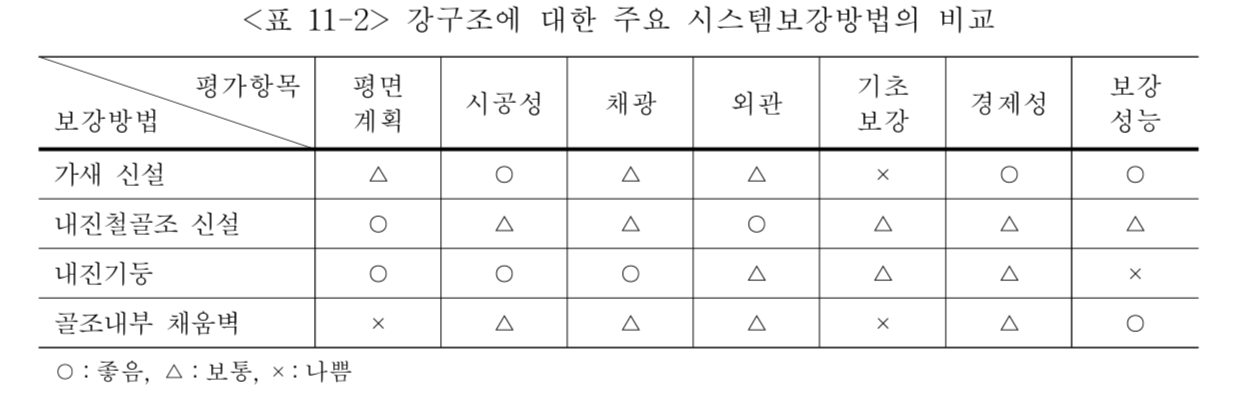 <표 11-2> 강구조에 대한 주요 시스템보강방법의 비교
평가항목
보강방법
평면 계획 시공성 채광 외관 기초 보강 경제성 보강 성능
가새 신설 △ ○ △ △ × ○ ○
내진철골조 신설 ○ △ △ ○ △ △ △
내진기둥 ○ ○ ○ △ △ △ ×
골조내부 채움벽 × △ △ △ × △ ○
○ : 좋음, △ : 보통, × : 나쁨